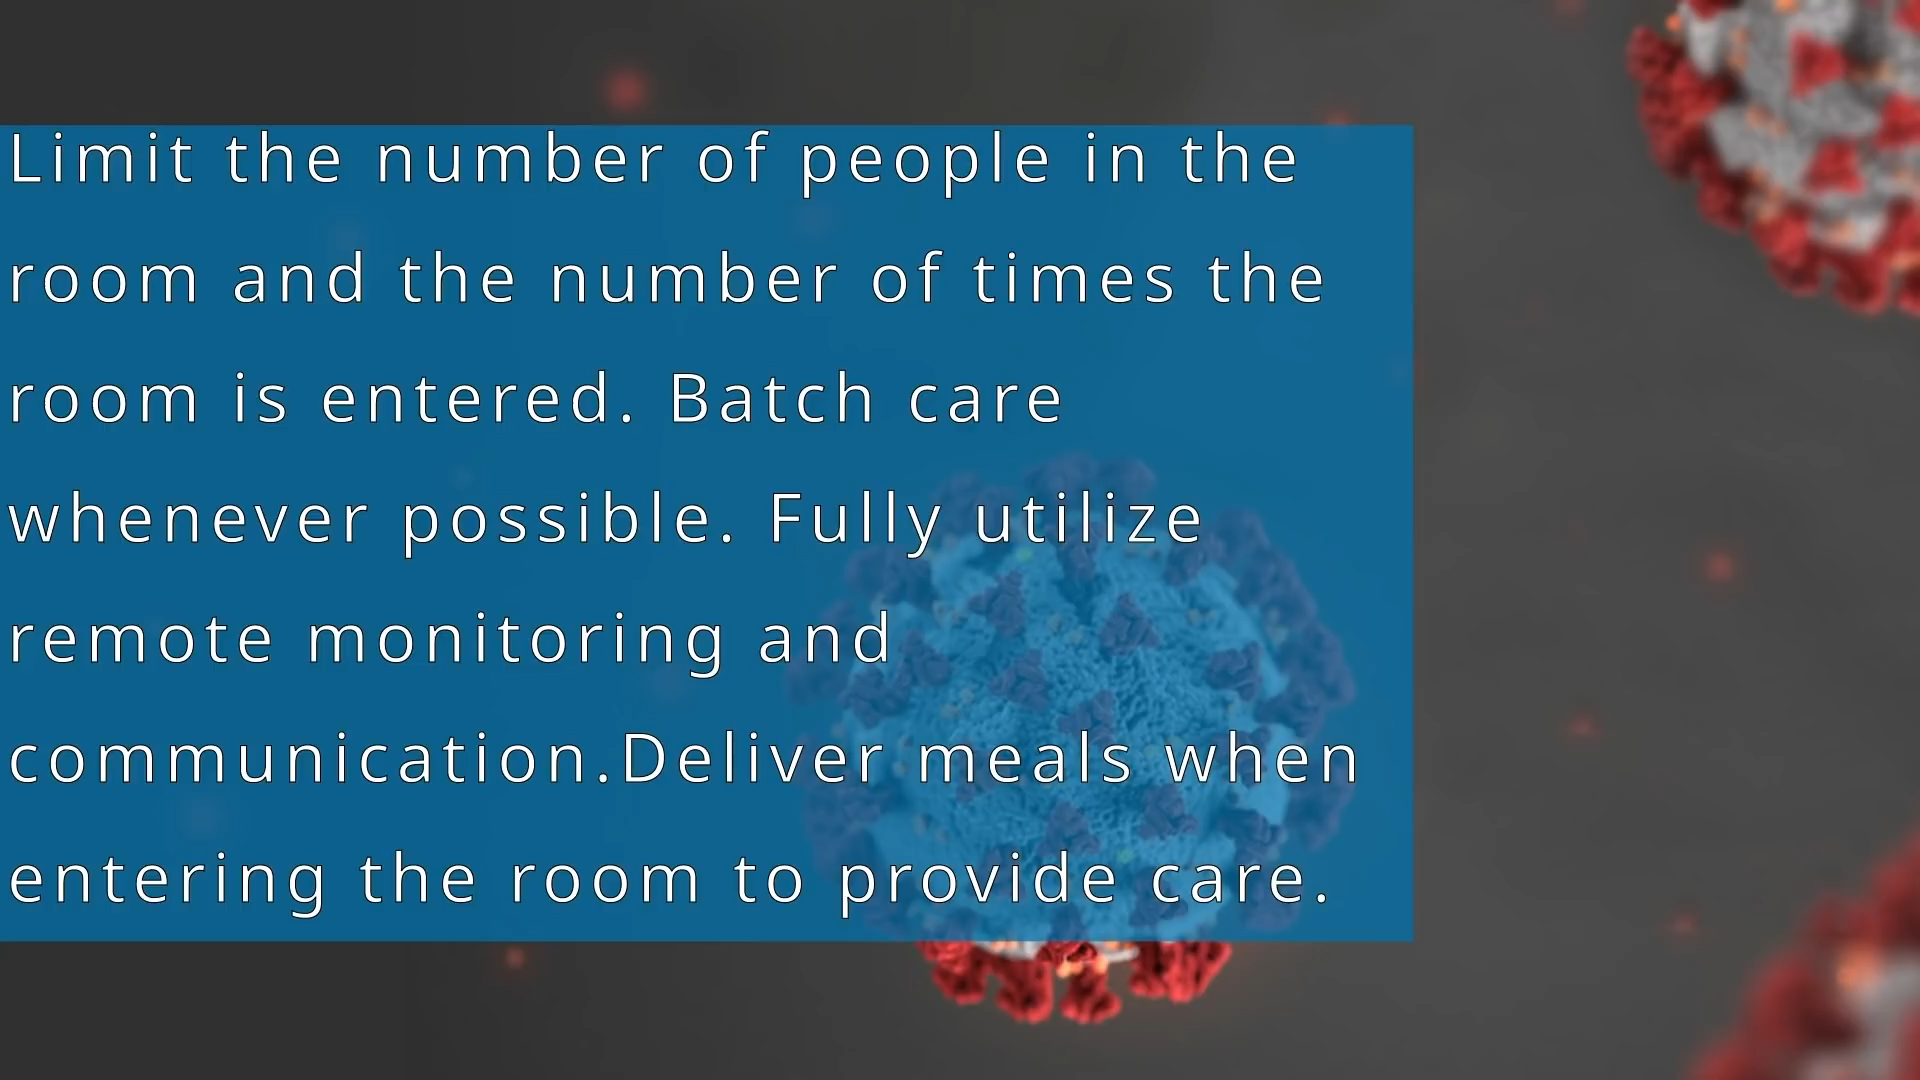 Limit the number of people in the
room and the number of times the
room is entered. Batch care
whenever possible. Fully utilize
remote monitoring and
communication.Deliver meals when
entering the room to provide care.